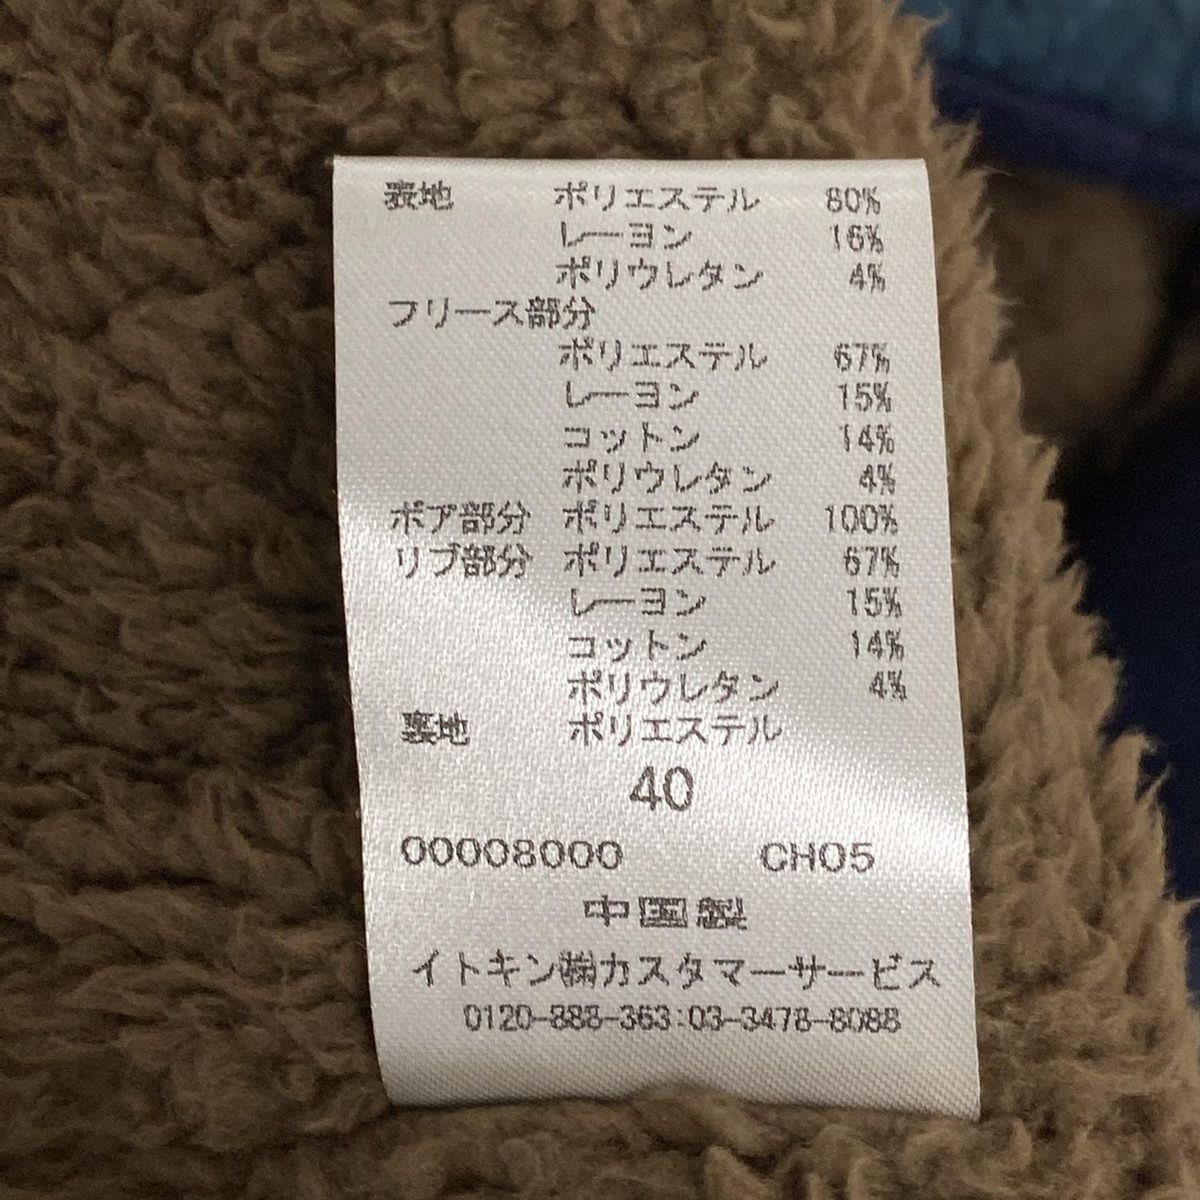 表地 ポリエステル 80%
レーヨン 16%
ポリウレタン 4%
フリース部分
ポリエステル 67%
レーヨン 15%
コットン 14%
ポリウレタン 4%
ボア部分 ポリエステル 100%
リブ部分 ポリエステル 67%
レーヨン 15%
コットン 14%
ポリウレタン 4%
裏地 ポリエステル
40
00008000 CH05
中国製
イトキン㈱カスタマーサービス
0120-888-363:03-3478-8088